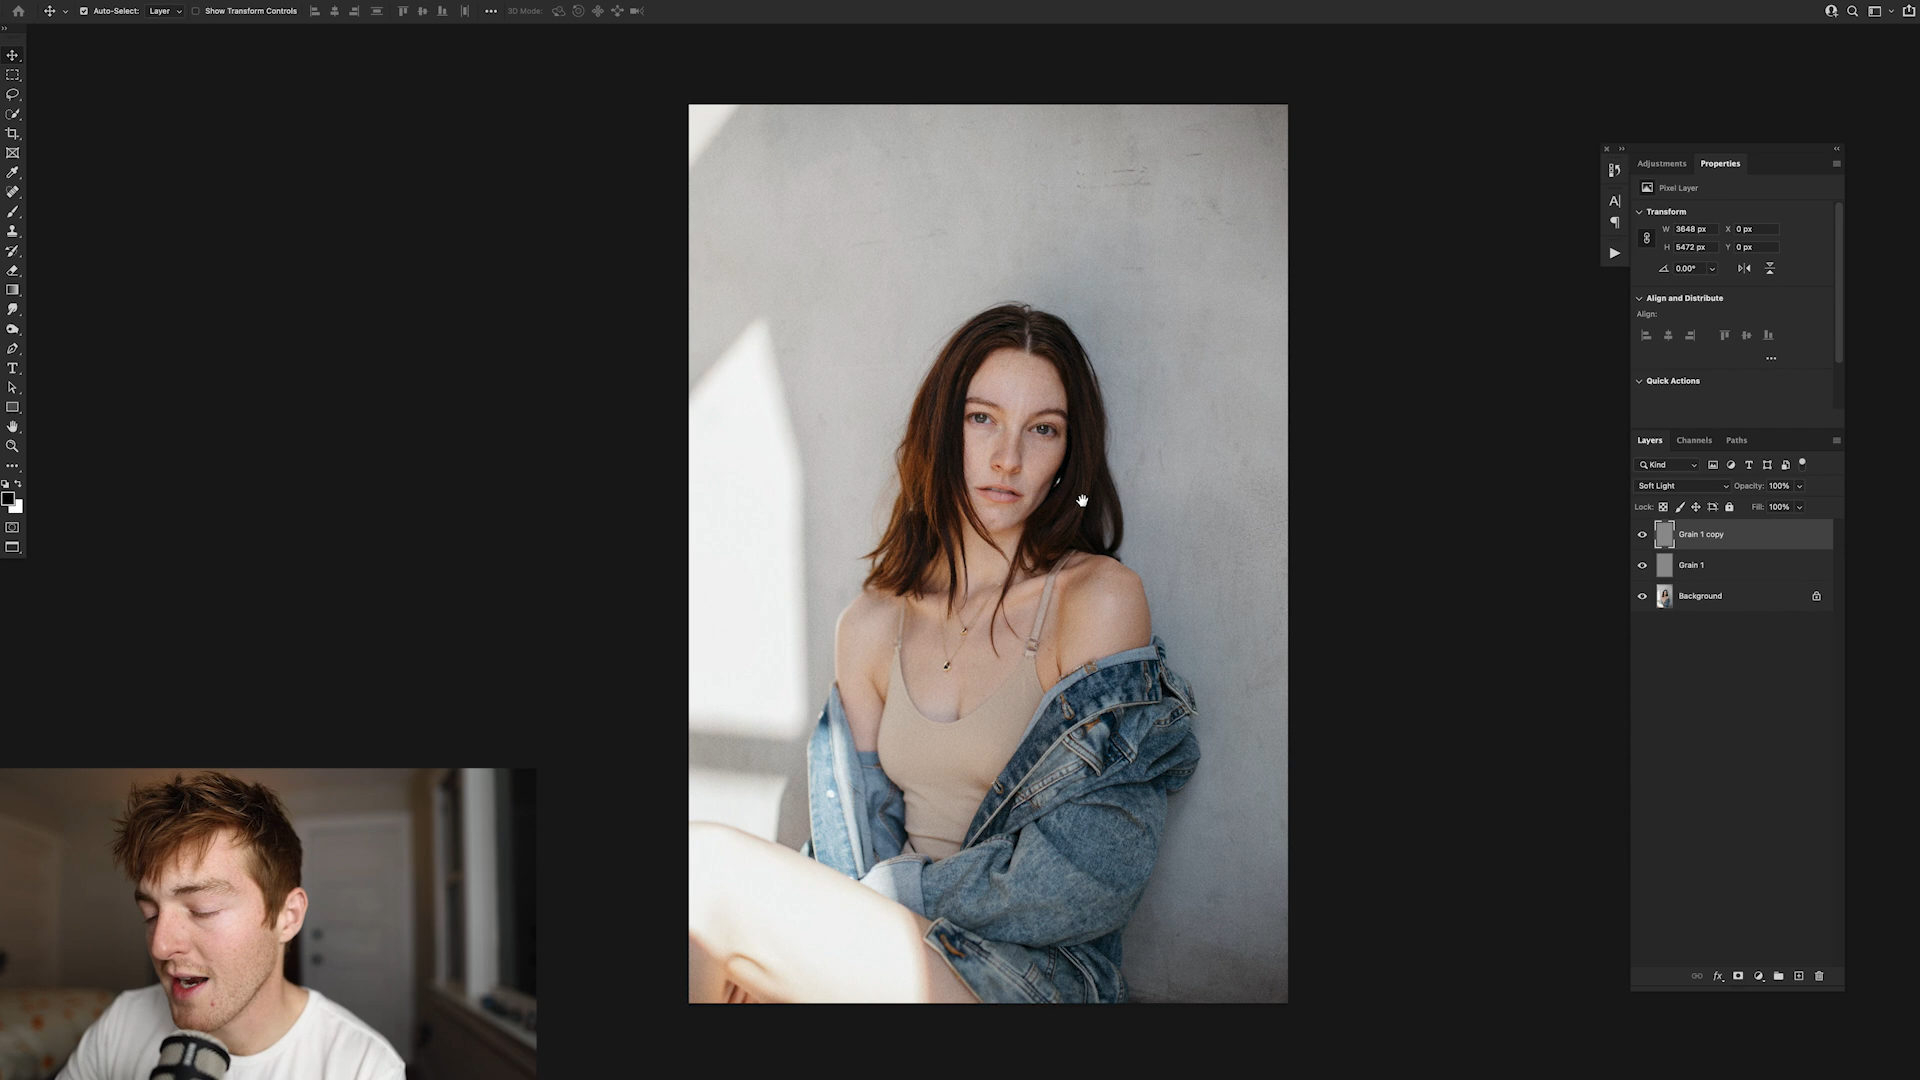 Auto-Select: Layer Show Transform Controls 3D Mode:
Adjustments Properties
Pixel Layer
Transform
W 3648 px X 0 px
H 5472 px Y 0 px
0.00°
Align and Distribute
Align:
Quick Actions
Layers Channels Paths
Kind
Soft Light Opacity: 100%
Lock: Fill: 100%
Grain 1 copy
Grain 1
Background